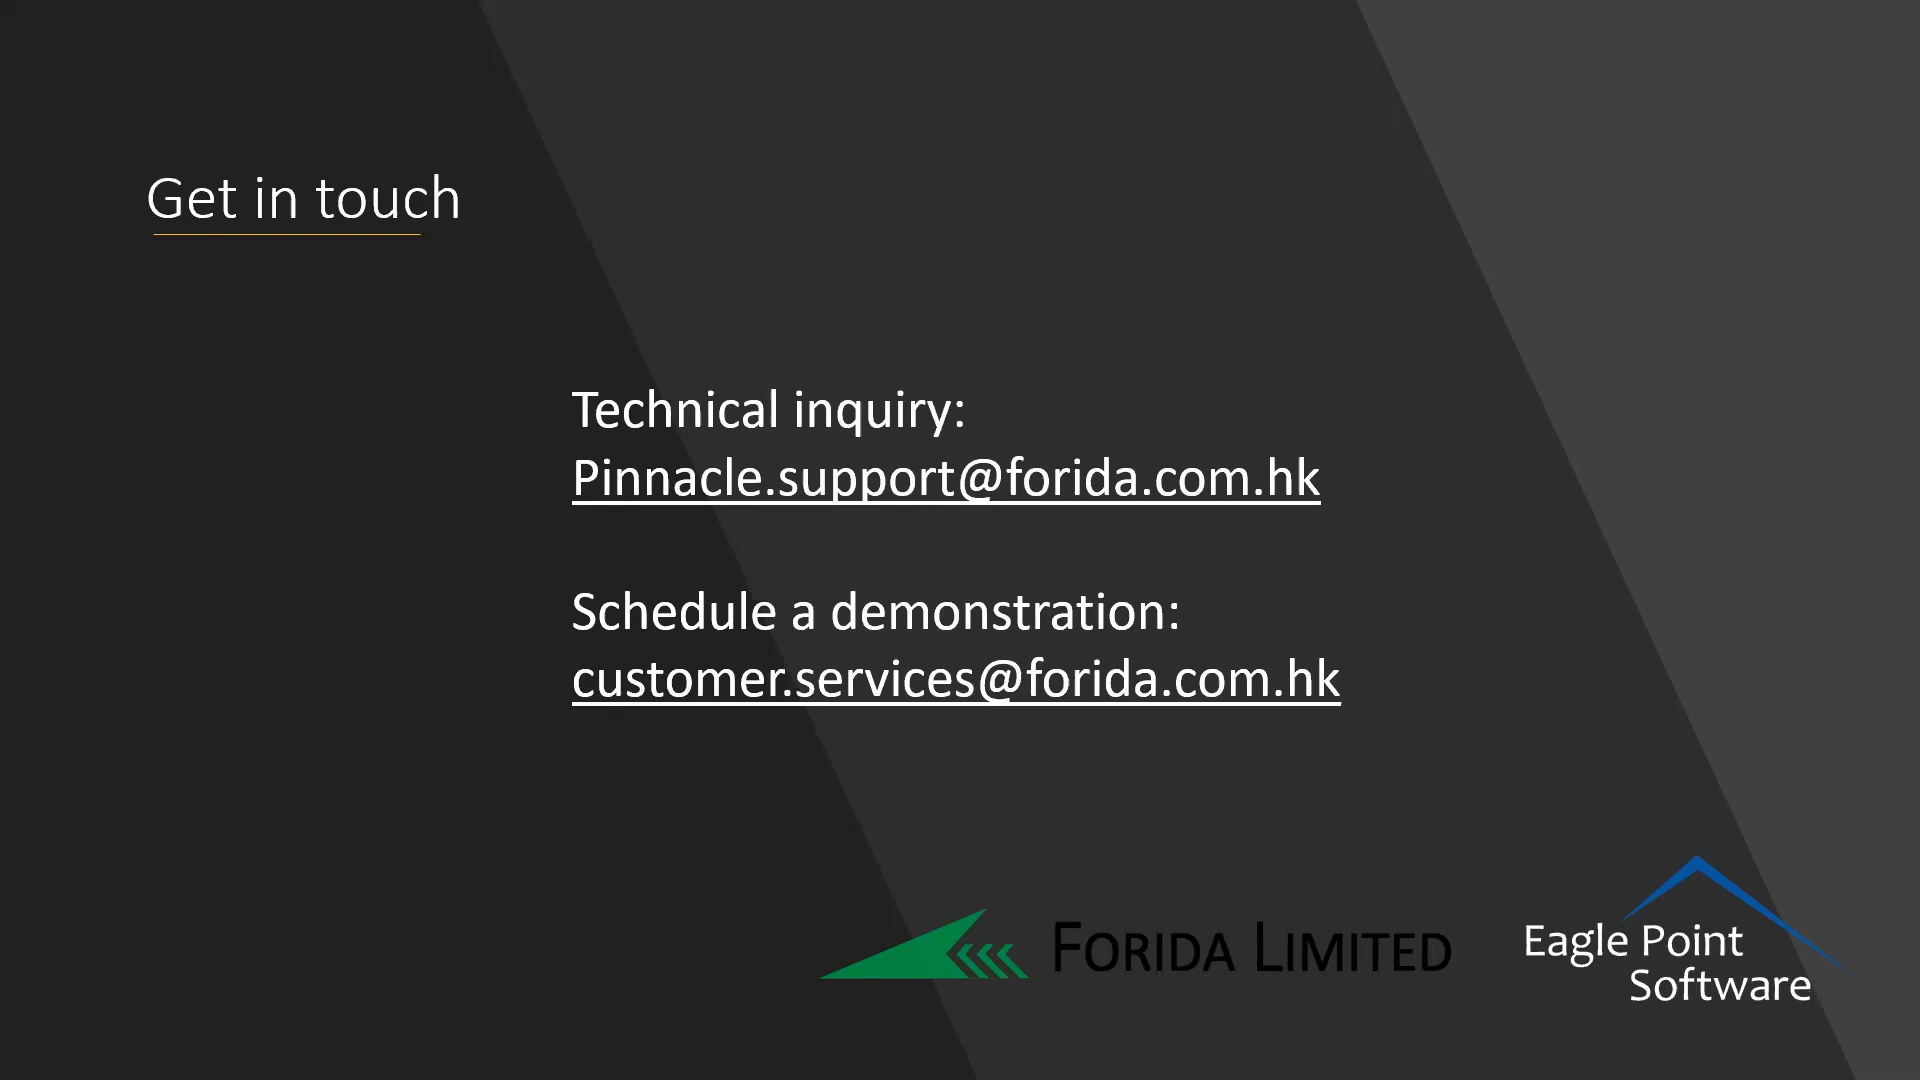 Get in touch
Technical inquiry:
Pinnacle.support@forida.com.hk
Schedule a demonstration:
customer.services@forida.com.hk
FORIDA LIMITED
Eagle Point
Software